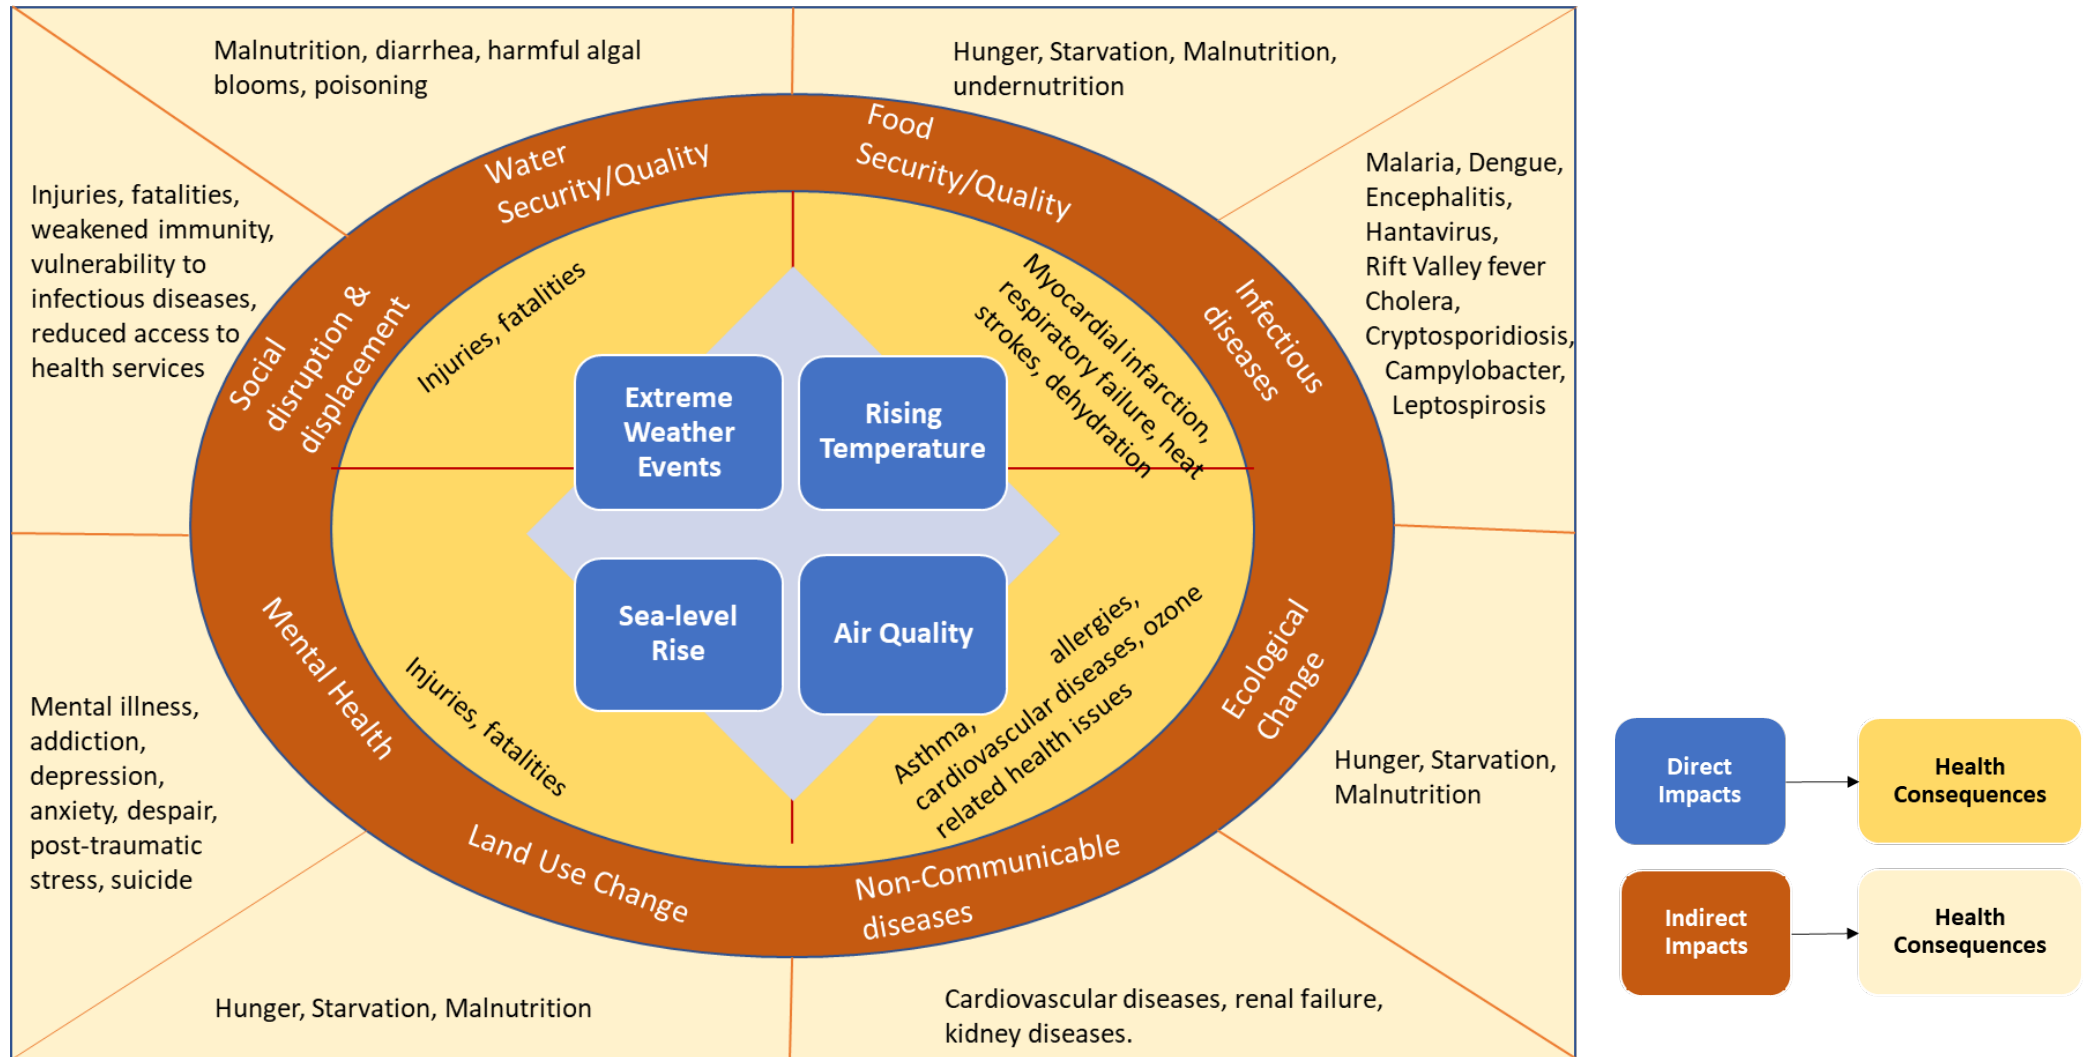 Malnutrition, diarrhea, harmful algal
blooms, poisoning
Hunger, Starvation, Malnutrition,
undernutrition
Injuries, fatalities,
weakened immunity,
vulnerability to
infectious diseases,
reduced access to
health services
Malaria, Dengue,
Encephalitis,
Hantavirus,
Rift Valley fever
Cholera,
Cryptosporidiosis,
Campylobacter,
Leptospirosis
Water
Security/Quality
Food
Security/Quality
Social
disruption &
displacement
Infectious
diseases
Injuries, fatalities
Myocardial infarction,
respiratory failure, heat
strokes, dehydration
Extreme
Weather
Events
Rising
Temperature
Sea-level
Rise
Air Quality
Injuries, fatalities
Asthma, allergies,
cardiovascular diseases, ozone
related health issues
Mental Health
Ecological
Change
Land Use Change
Non-Communicable
diseases
Mental illness,
addiction,
depression,
anxiety, despair,
post-traumatic
stress, suicide
Hunger, Starvation,
Malnutrition
Hunger, Starvation, Malnutrition
Cardiovascular diseases, renal failure,
kidney diseases.
Direct
Impacts
Health
Consequences
Indirect
Impacts
Health
Consequences